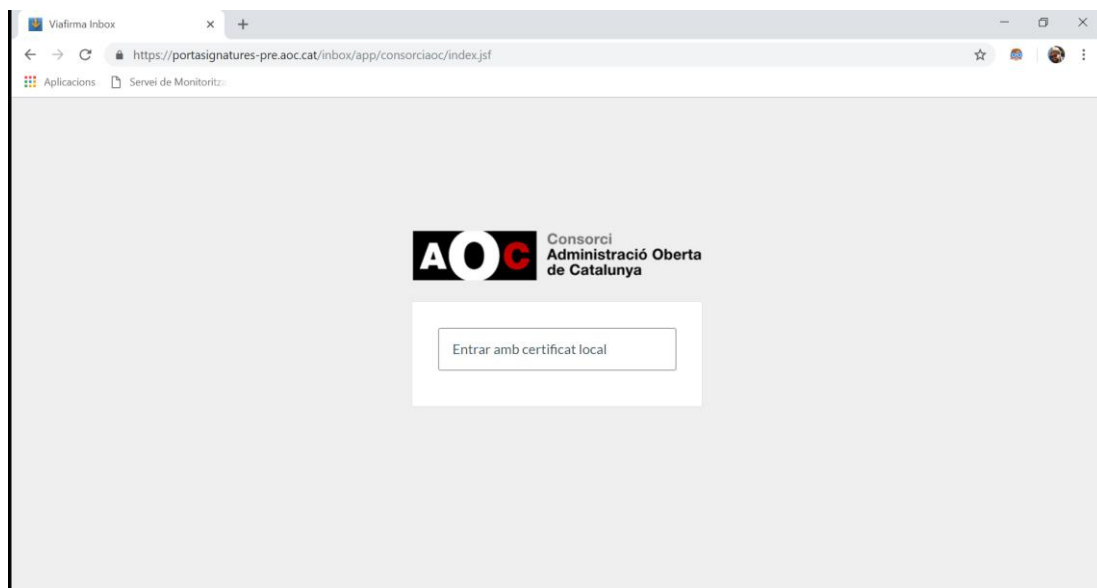 Viafirma Inbox
https://portasignatures-pre.aoc.cat/inbox/app/consorciaoc/index.jsf
Aplicacions
Servei de Monitoritz
AOC
Consorci
Administració Oberta
de Catalunya
Entrar amb certificat local